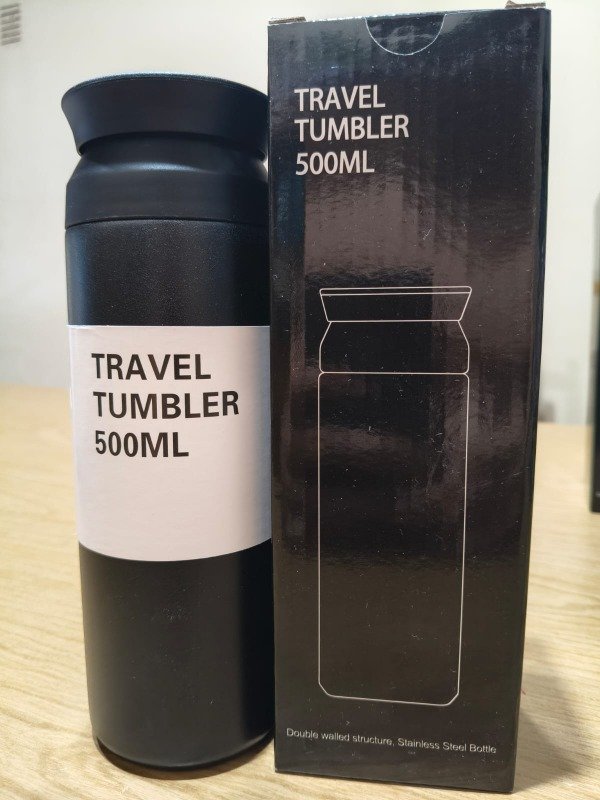 TRAVEL
TUMBLER
500ML
TRAVEL
TUMBLER
500ML
Double walled structure, Stainless Steel Bottle